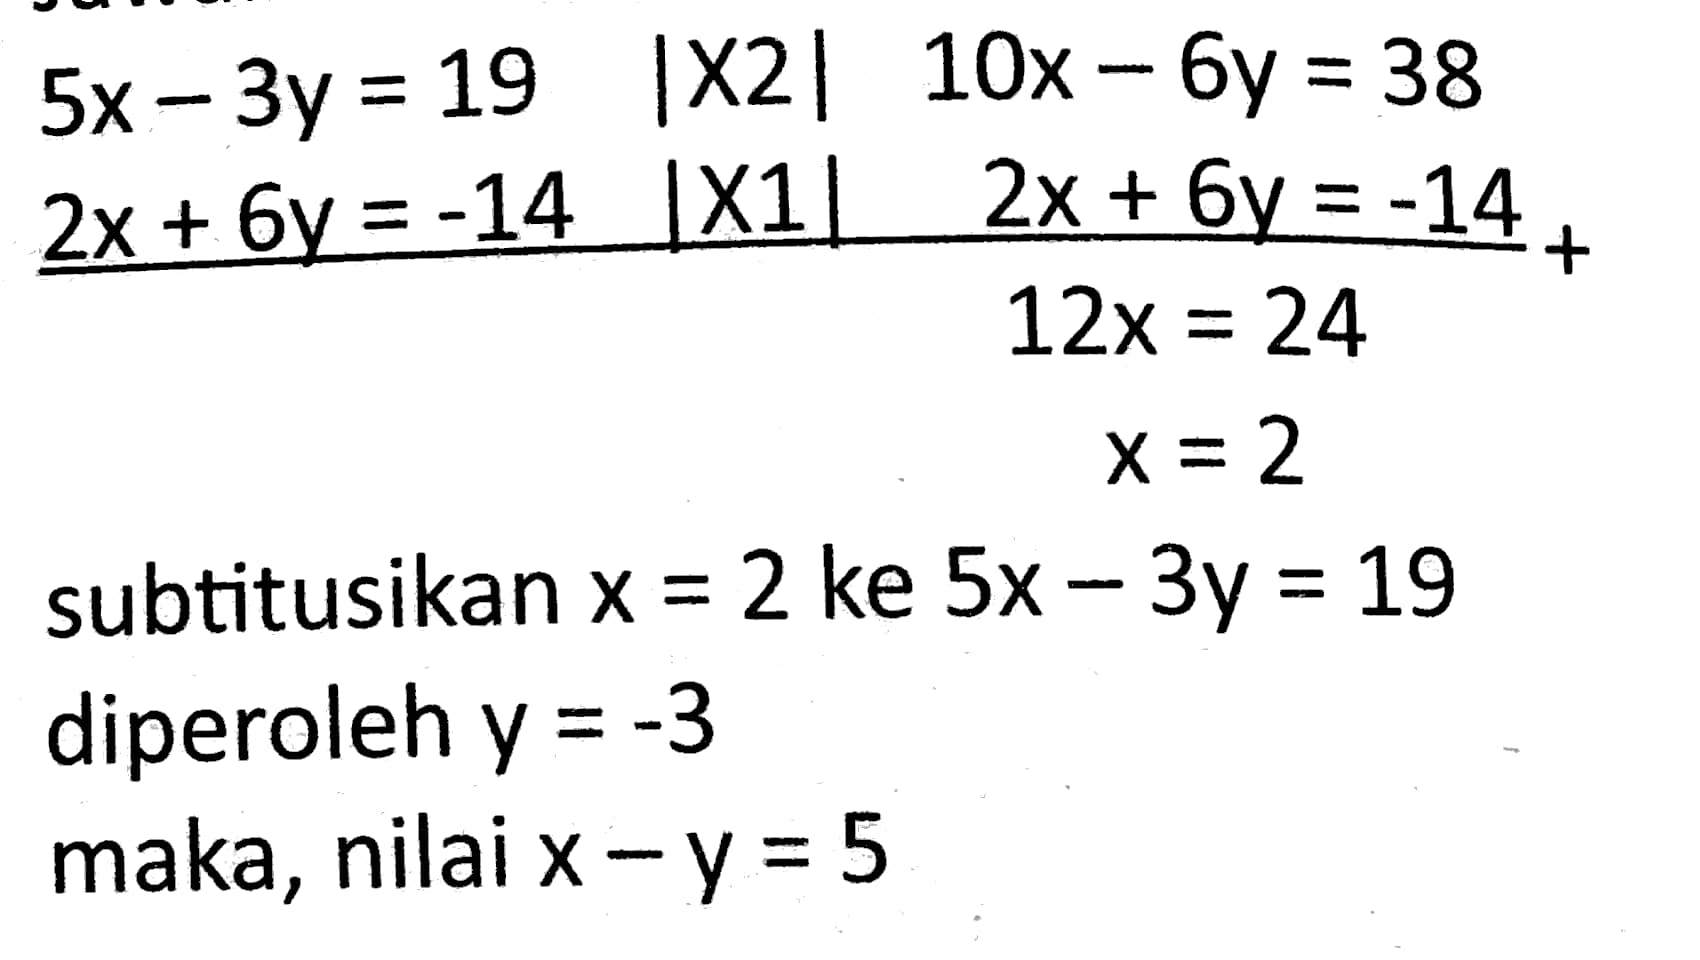 5x – 3y = 19 |X2| 10x – 6y = 38
2x + 6y = -14 |X1| 2x + 6y = -14 +
12x = 24
x = 2
subtitusikan x = 2 ke 5x – 3y = 19
diperoleh y = -3
maka, nilai x – y = 5